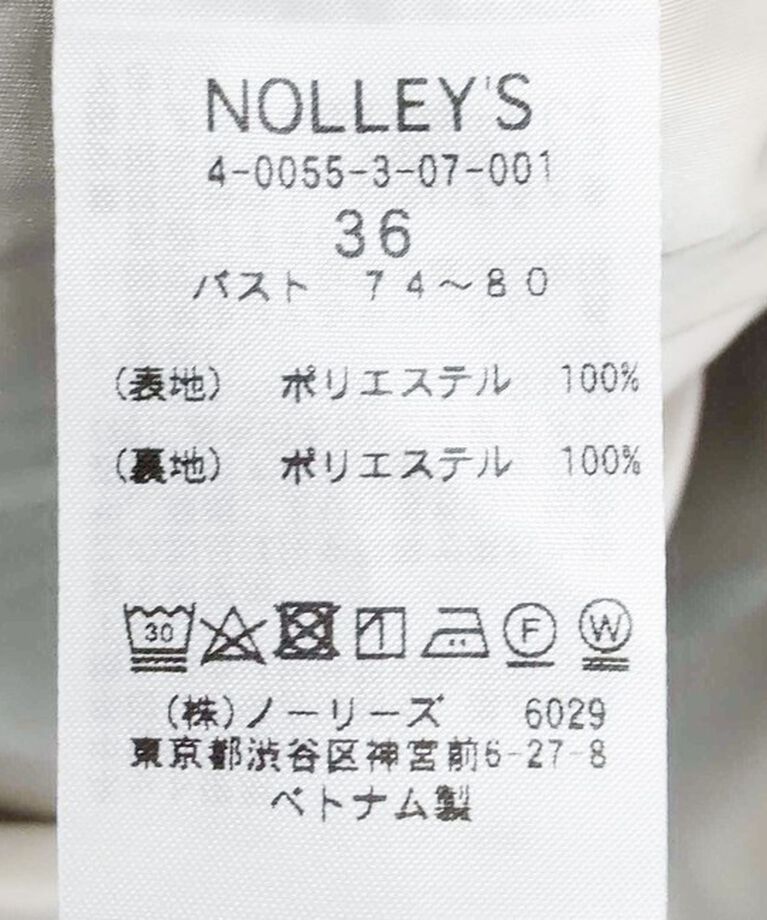 NOLLEY'S
4-0055-3-07-001
36
バスト 74～80
(表地) ポリエステル 100%
(裏地) ポリエステル 100%
30 F W
(株)ノーリーズ 6029
東京都渋谷区神宮前6-27-8
ベトナム製